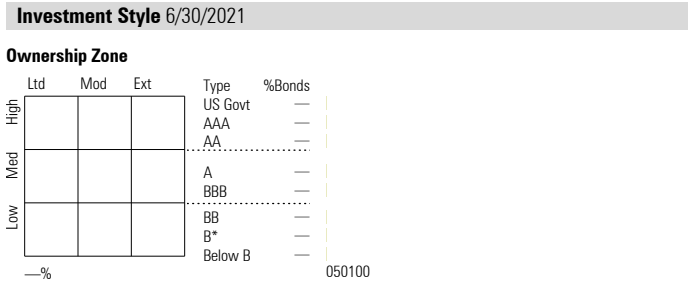 Investment Style 6/30/2021
Ownership Zone
Ltd Mod Ext Type %Bonds
High US Govt —
AAA —
AA —
Med A —
BBB —
Low BB —
B* —
Below B —
—% 050100